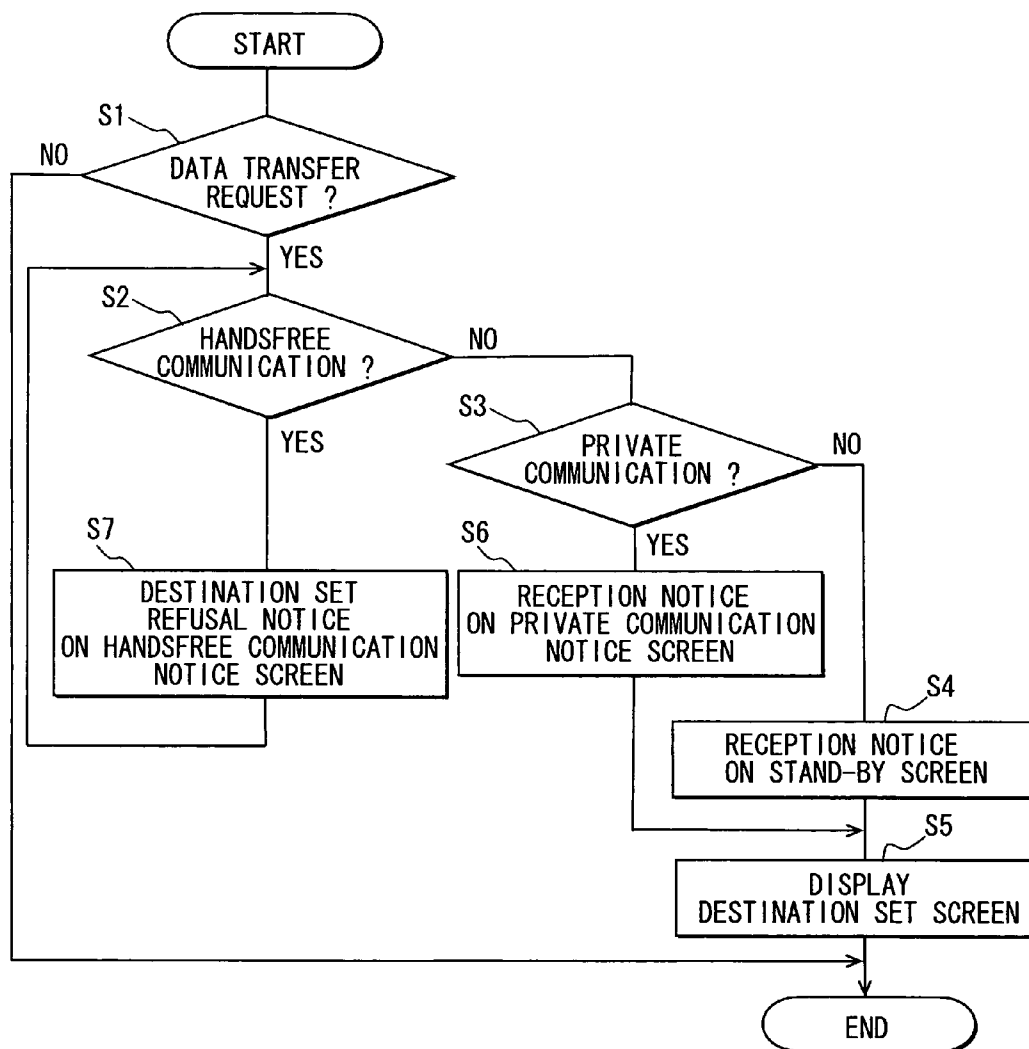 START
S1
NO
DATA TRANSFER
REQUEST ?
YES
S2
HANDSFREE
COMMUNICATION ?
NO
YES
S3
PRIVATE
COMMUNICATION ?
NO
YES
S7
DESTINATION SET
REFUSAL NOTICE
ON HANDSFREE COMMUNICATION
NOTICE SCREEN
S6
RECEPTION NOTICE
ON PRIVATE COMMUNICATION
NOTICE SCREEN
S4
RECEPTION NOTICE
ON STAND-BY SCREEN
S5
DISPLAY
DESTINATION SET SCREEN
END